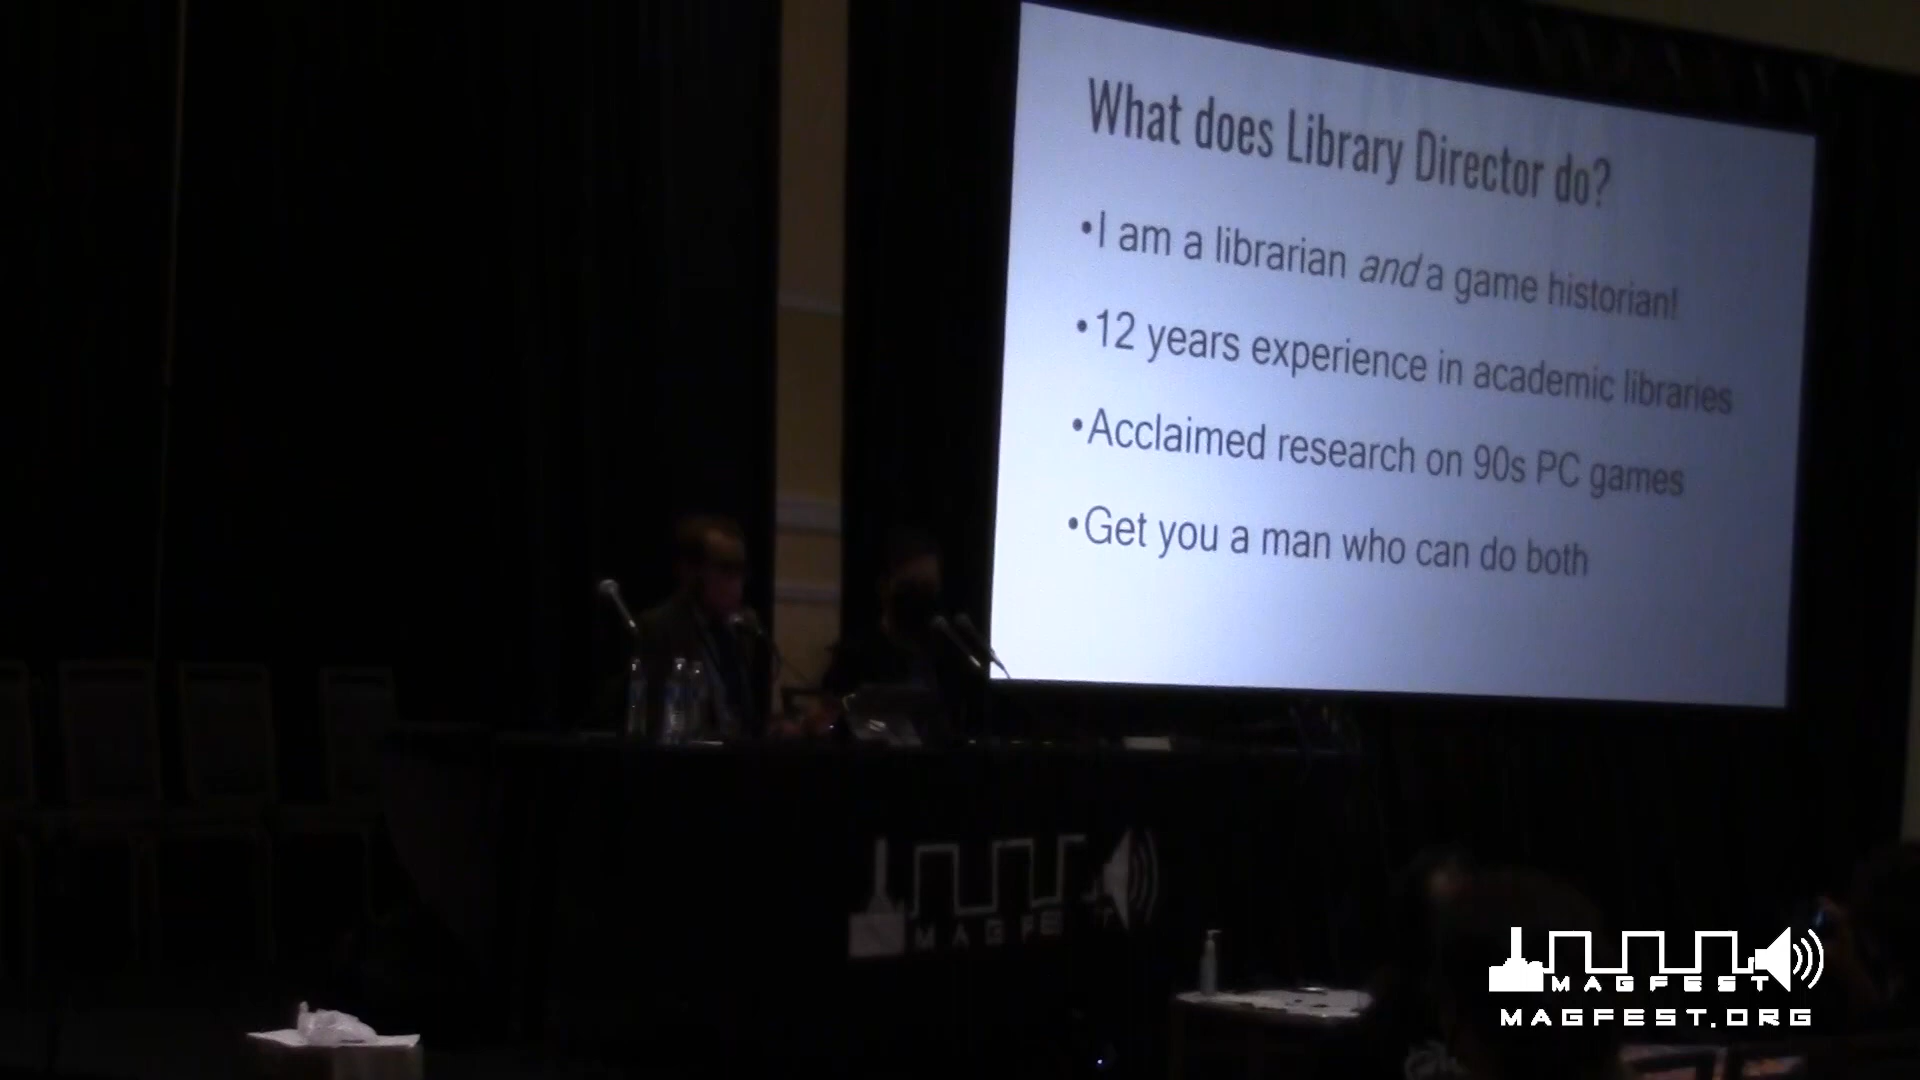 What does Library Director do?
•I am a librarian and a game historian!
•12 years experience in academic libraries
•Acclaimed research on 90s PC games
•Get you a man who can do both
MAGFEST
MAGFEST
MAGFEST.ORG